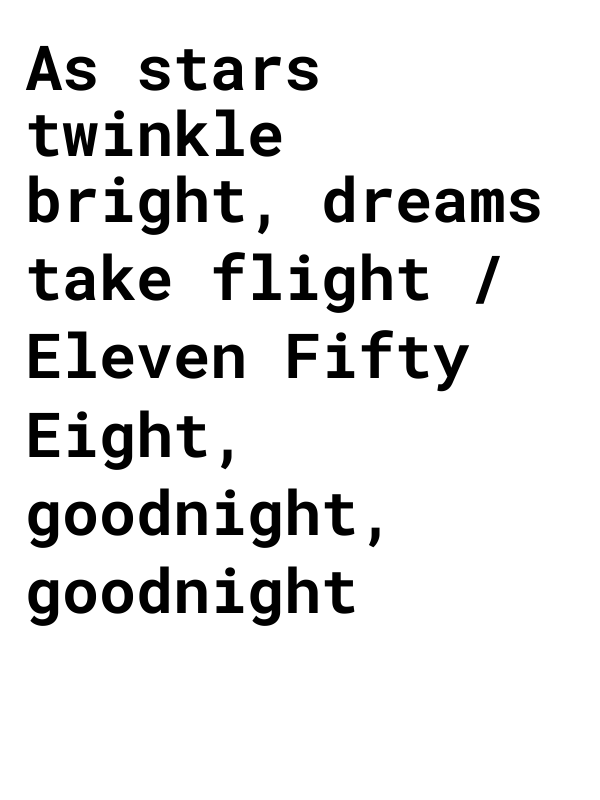 As stars
twinkle
bright, dreams
take flight /
Eleven Fifty
Eight,
goodnight,
goodnight